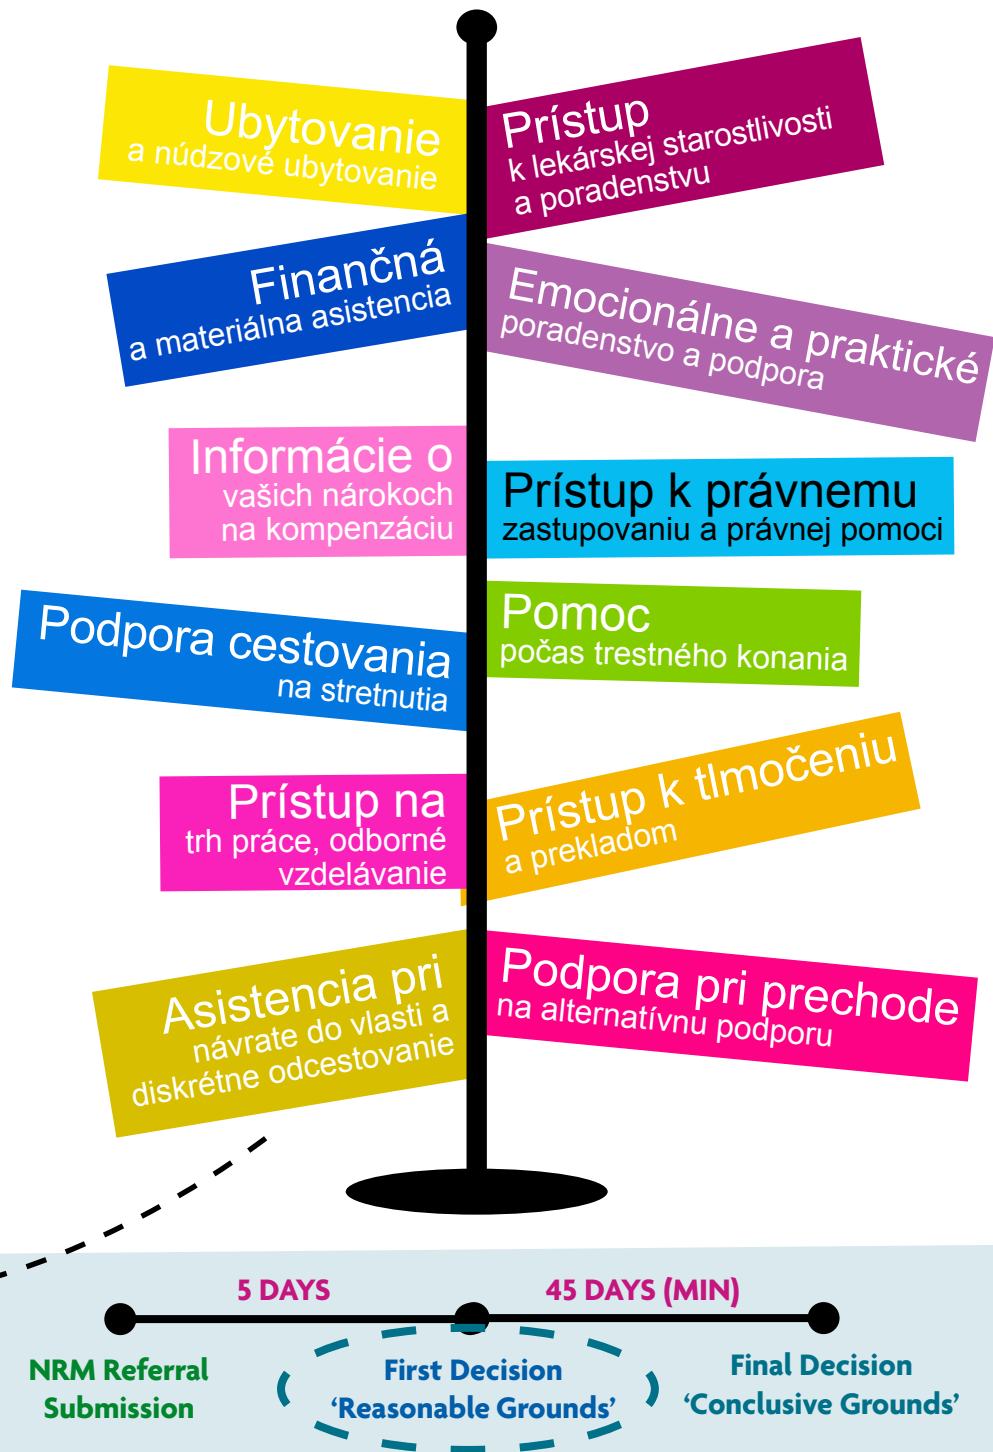 Ubytovanie
a núdzové ubytovanie
Prístup
k lekárskej starostlivosti
a poradenstvu
Finančná
a materiálna asistencia
Emocionálne a praktické
poradenstvo a podpora
Informácie o
vašich nárokoch
na kompenzáciu
Prístup k právnemu
zastupovaniu a právnej pomoci
Podpora cestovania
na stretnutia
Pomoc
počas trestného konania
Prístup na
trh práce, odborné
vzdelávanie
Prístup k tlmočeniu
a prekladom
Asistencia pri
návrate do vlasti a
diskrétne odcestovanie
Podpora pri prechode
na alternatívnu podporu
5 DAYS
45 DAYS (MIN)
NRM Referral
Submission
First Decision
‘Reasonable Grounds’
Final Decision
‘Conclusive Grounds’